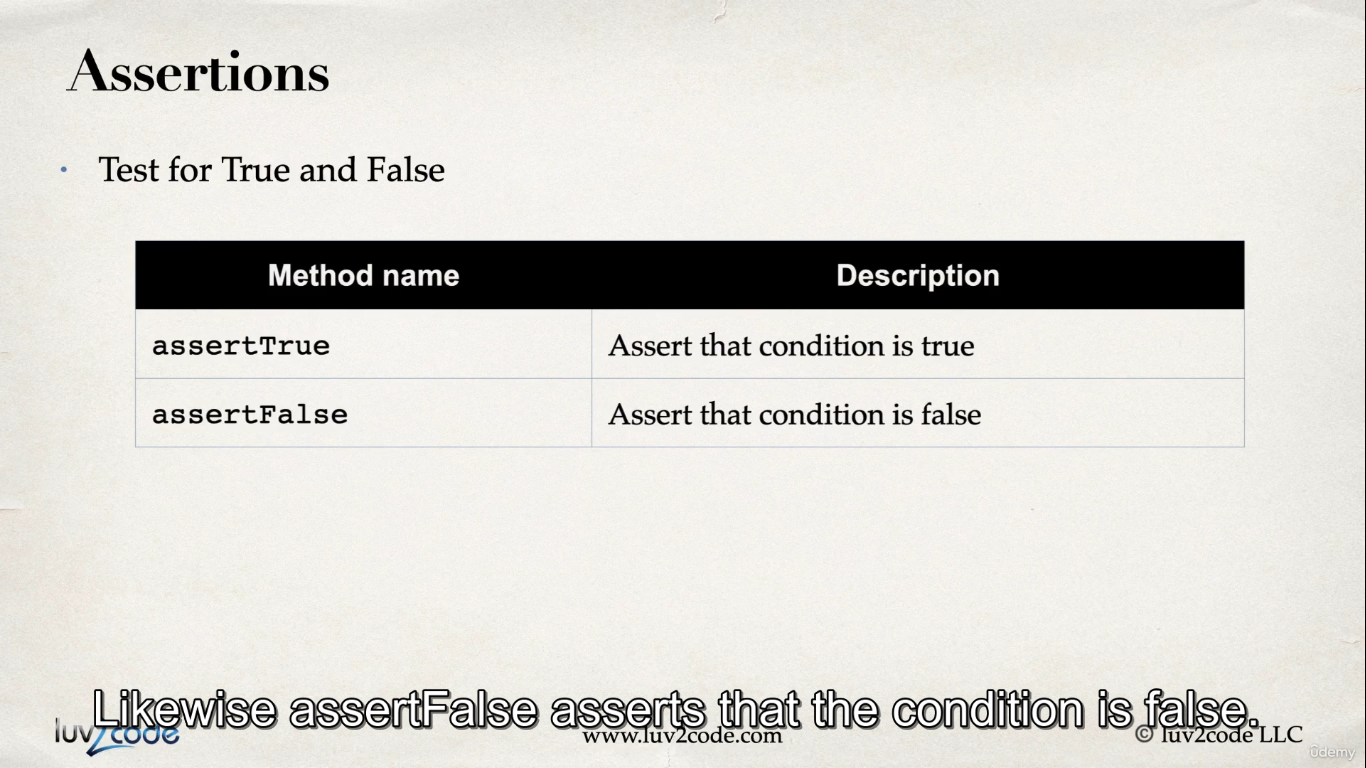 Assertions
• Test for True and False
Method name Description
assertTrue Assert that condition is true
assertFalse Assert that condition is false
Likewise assertFalse asserts that the condition is false.
luv2code www.luv2code.com © luv2code LLC
ûdemy